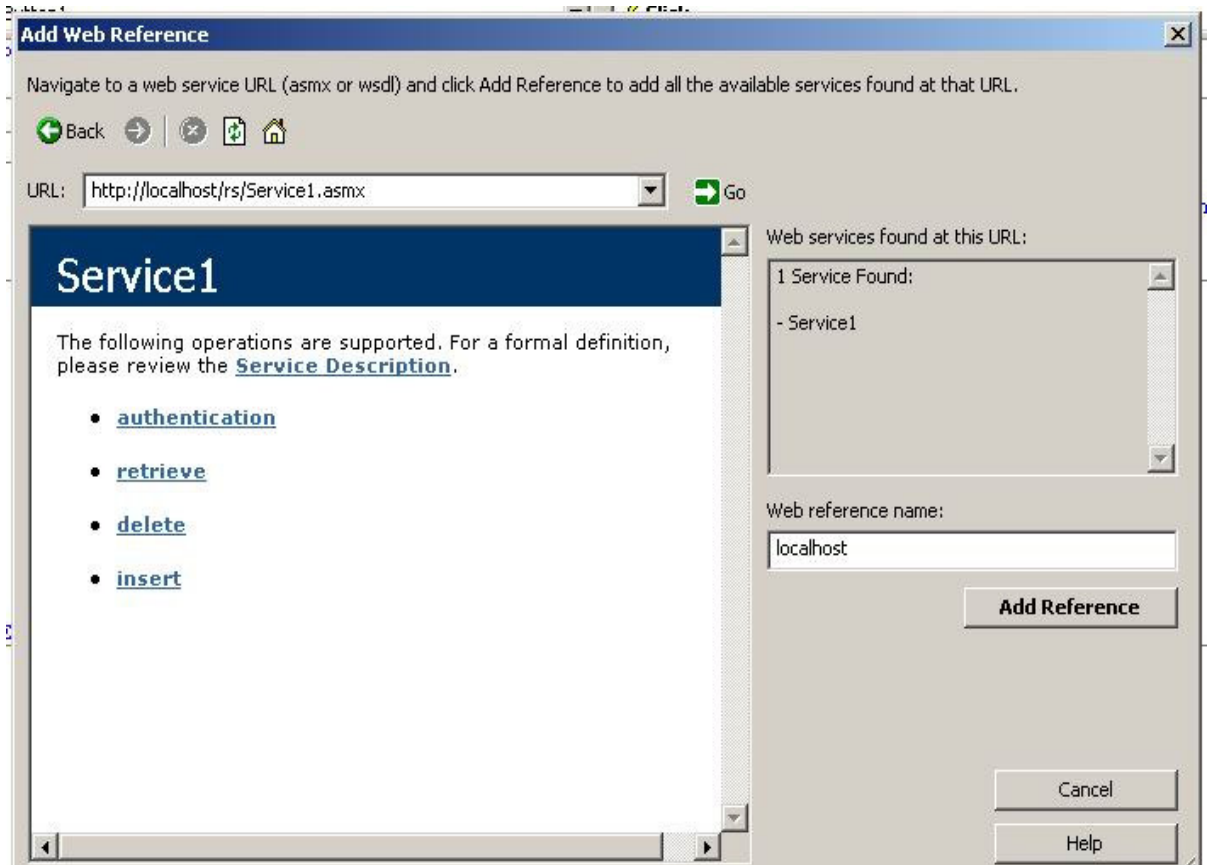 Click
Add Web Reference
Navigate to a web service URL (asmx or wsdl) and click Add Reference to add all the available services found at that URL.
Back
URL: http://localhost/rs/Service1.asmx Go
Service1
The following operations are supported. For a formal definition,
please review the Service Description.
authentication
retrieve
delete
insert
Web services found at this URL:
1 Service Found:
- Service1
Web reference name:
localhost
Add Reference
Cancel
Help